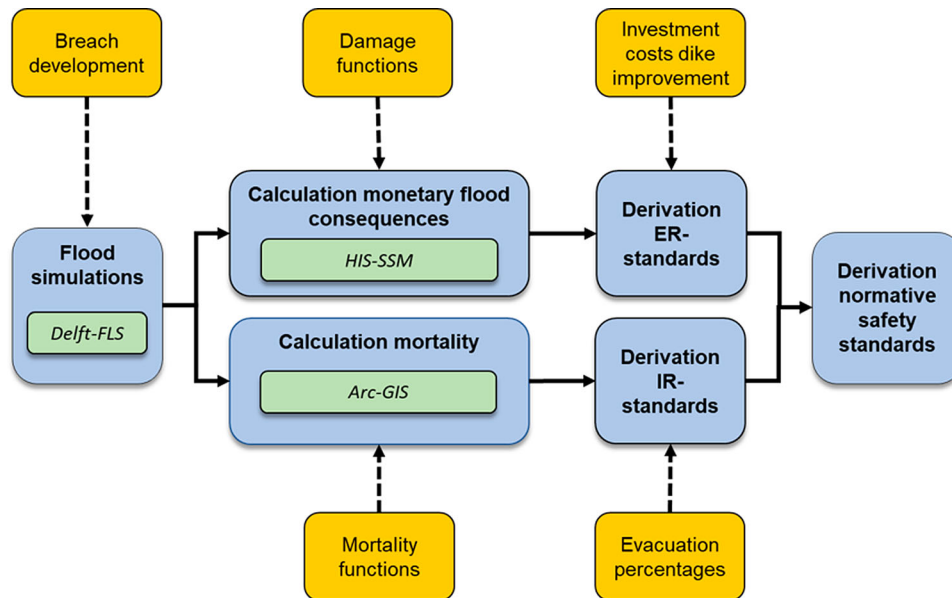 Breach
development
Damage
functions
Investment
costs dike
improvement
Calculation monetary flood
consequences
HIS-SSM
Derivation
ER-
standards
Flood
simulations
Delft-FLS
Derivation
normative
safety
standards
Calculation mortality
Arc-GIS
Derivation
IR-
standards
Mortality
functions
Evacuation
percentages